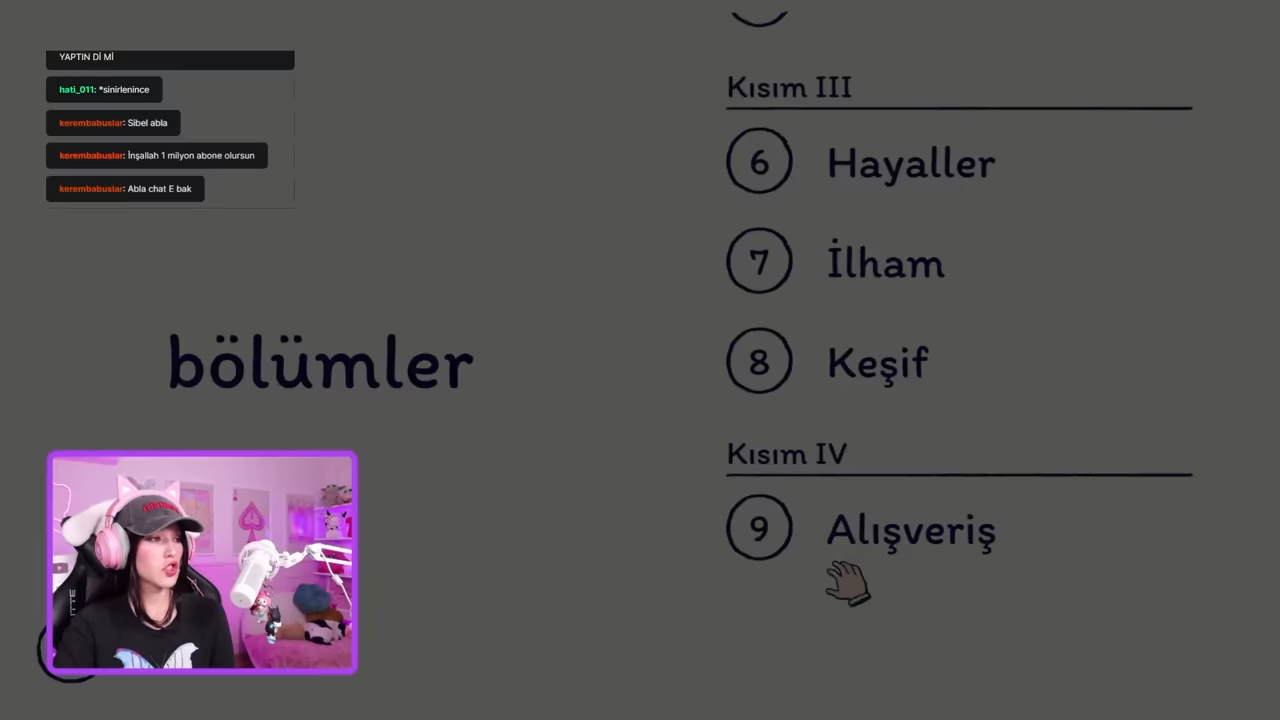 YAPTIN Dİ Mİ
hati_011: *sinirlenince
kerembabuslar: Sibel abla
kerembabuslar: İnşallah 1 milyon abone olursun
kerembabuslar: Abla chat E bak
bölümler
Kısım III
6 Hayaller
7 İlham
8 Keşif
Kısım IV
9 Alışveriş